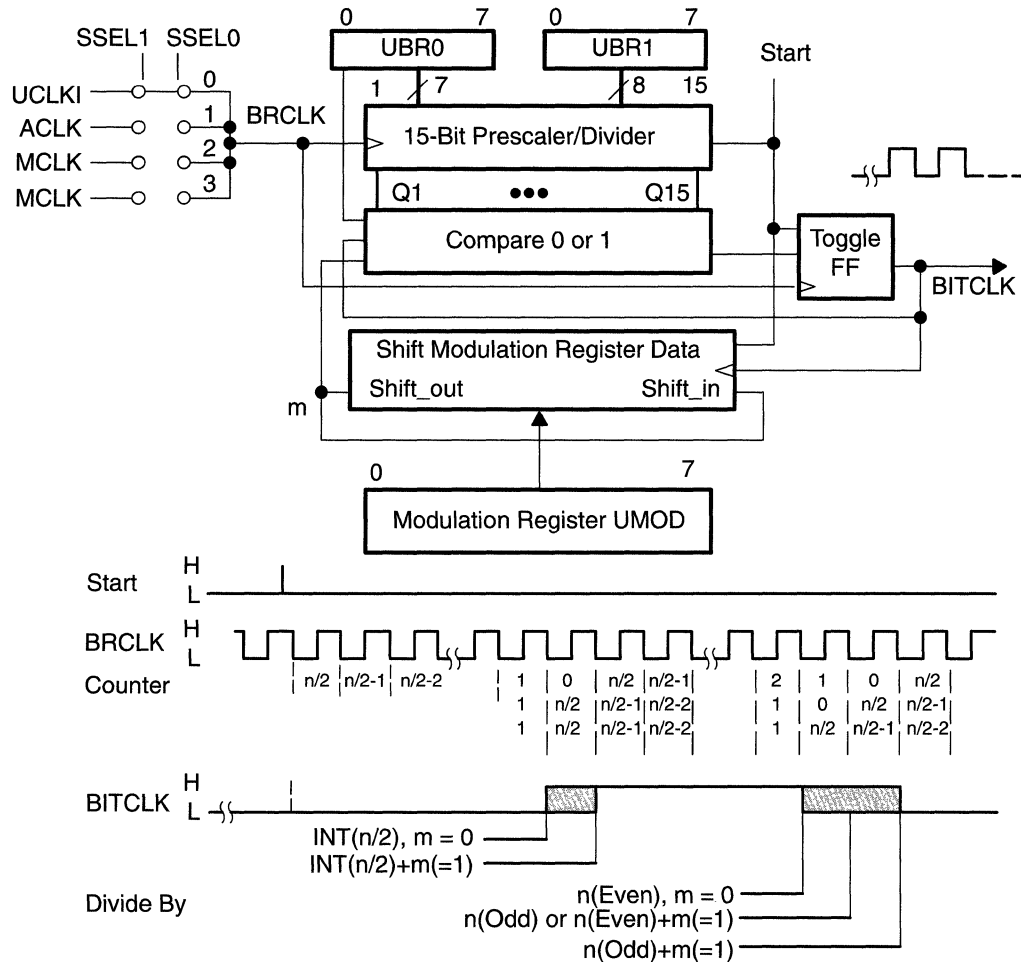 0 7 0 7
SSEL1 SSEL0 UBR0 UBR1 Start
0 1 7 8 15
UCLKI
1 BRCLK
ACLK 15-Bit Prescaler/Divider
2
MCLK
3 Q1 ••• Q15
MCLK
Compare 0 or 1 Toggle
FF
BITCLK
Shift Modulation Register Data
Shift_out Shift_in
m
0 7
Modulation Register UMOD
H
Start
L
H
BRCLK
L
Counter n/2 n/2-1 n/2-2 1 0 n/2 n/2-1 2 1 0 n/2
1 n/2 n/2-1 n/2-2 1 0 n/2 n/2-1
1 n/2 n/2-1 n/2-2 1 n/2 n/2-1 n/2-2
H
BITCLK
L
INT(n/2), m = 0
INT(n/2)+m(=1)
n(Even), m = 0
Divide By
n(Odd) or n(Even)+m(=1)
n(Odd)+m(=1)